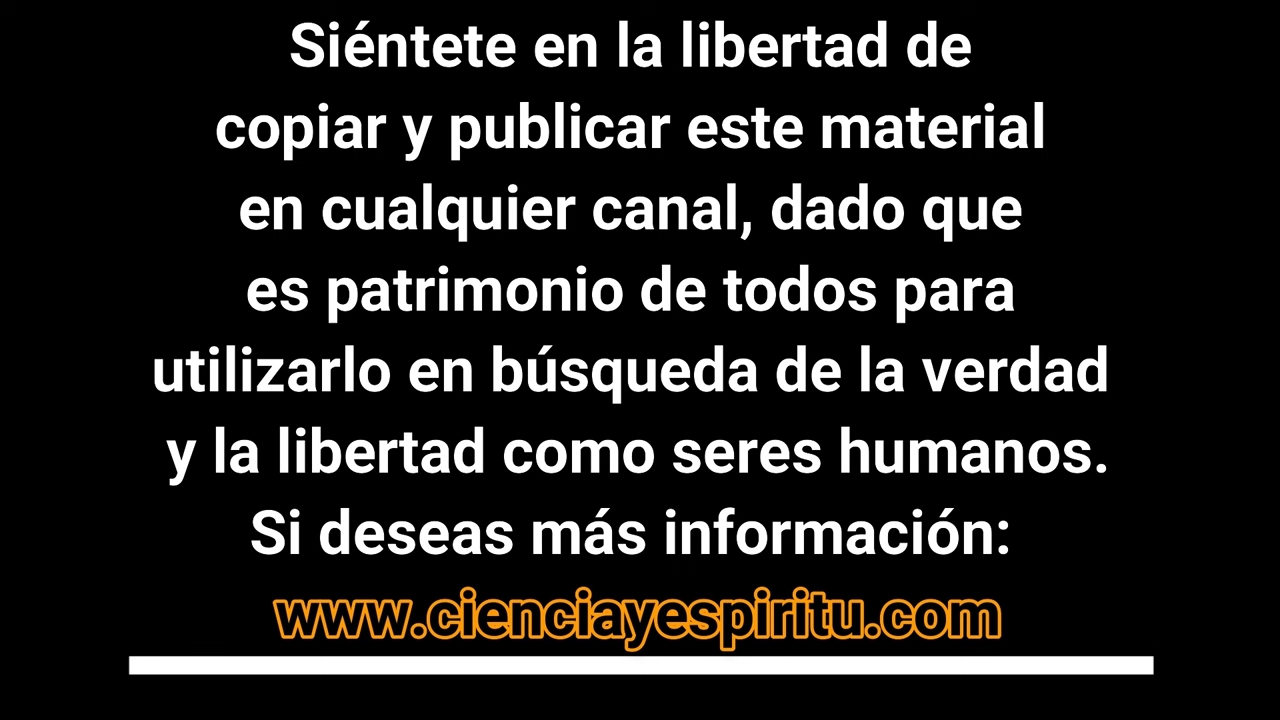 Siéntete en la libertad de
copiar y publicar este material
en cualquier canal, dado que
es patrimonio de todos para
utilizarlo en búsqueda de la verdad
y la libertad como seres humanos.
Si deseas más información:
www.cienciayespiritu.com